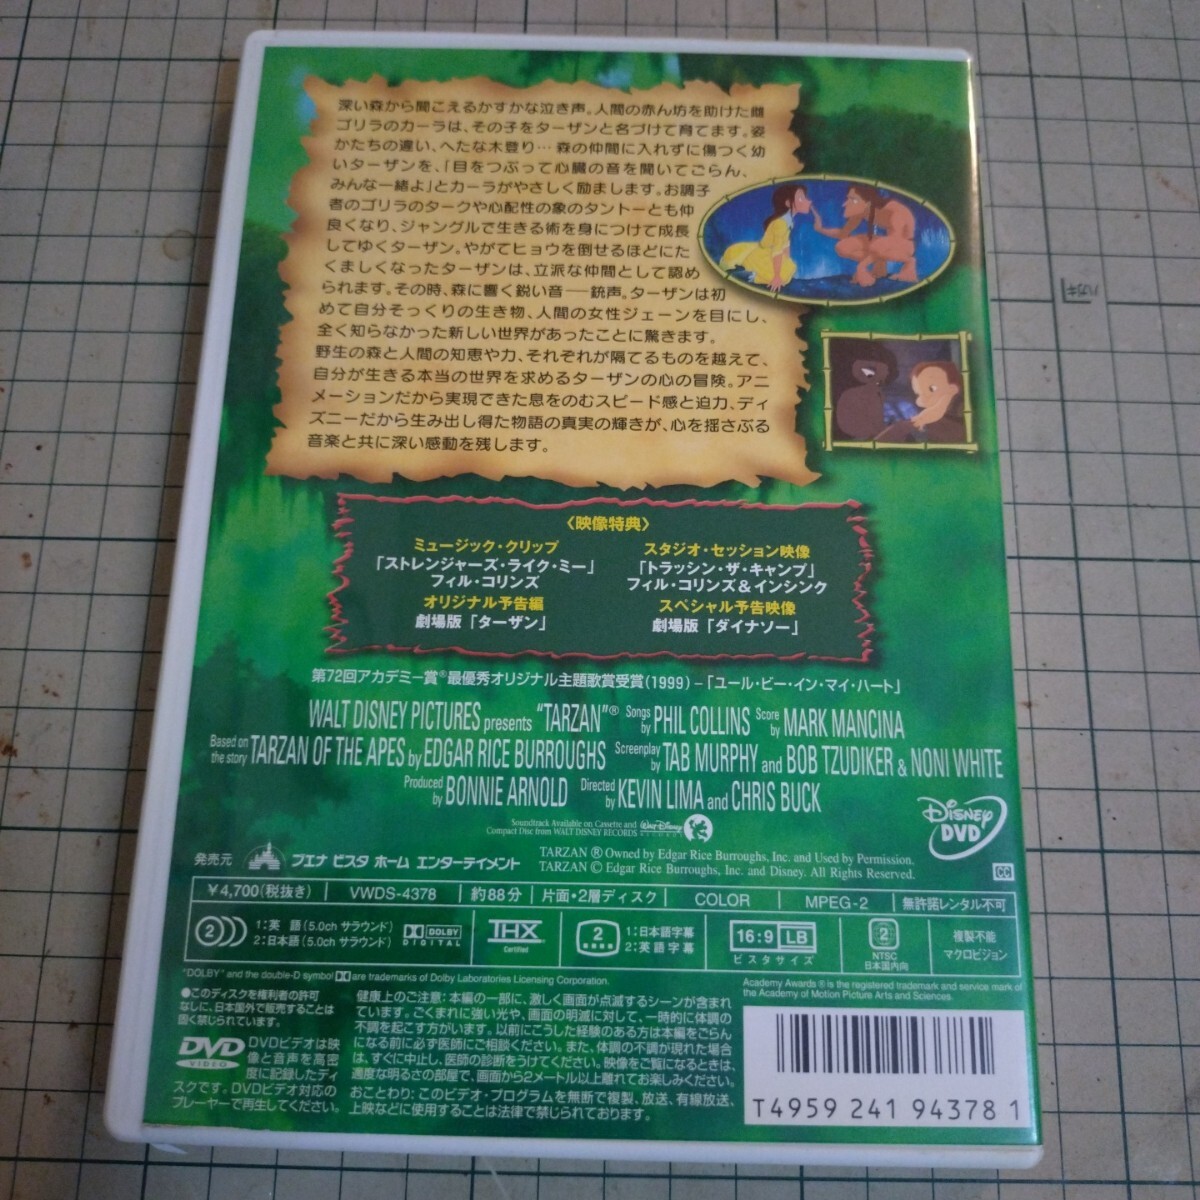 深い森から聞こえるかすかな泣き声。人間の赤ん坊を助けた雌
ゴリラのカーラは、その子をターザンと名づけて育てます。姿
かたちの違い、へたな木登り… 森の仲間に入れずに傷つく幼
いターザンを、「目をつぶって心臓の音を聞いてごらん、
みんな一緒よ」とカーラがやさしく励まします。お調子
者のゴリラのタークや心配性の象のタントーとも仲
良くなり、ジャングルで生きる術を身につけて成長
してゆくターザン。やがてヒョウを倒せるほどにた
くましくなったターザンは、立派な仲間として認め
られます。その時、森に響く鋭い音──銃声。ターザンは初
めて自分そっくりの生き物、人間の女性ジェーンを目にし、
全く知らなかった新しい世界があったことに驚きます。
野生の森と人間の知恵や力、それぞれが隔てるものを越えて、
自分が生きる本当の世界を求めるターザンの心の冒険。アニ
メーションだから実現できた息をのむスピード感と迫力、ディ
ズニーだから生み出し得た物語の真実の輝きが、心を揺さぶる
音楽と共に深い感動を残します。
〈映像特典〉
ミュージック・クリップ
「ストレンジャーズ・ライク・ミー」
フィル・コリンズ
オリジナル予告編
劇場版「ターザン」
スタジオ・セッション映像
「トラッシン・ザ・キャンプ」
フィル・コリンズ&インシンク
スペシャル予告映像
劇場版「ダイナソー」
第72回アカデミー賞®最優秀オリジナル主題歌賞受賞(1999) –「ユール・ビー・イン・マイ・ハート」
WALT DISNEY PICTURES presents "TARZAN"® Songs by PHIL COLLINS Score by MARK MANCINA
Based on the story TARZAN OF THE APES by EDGAR RICE BURROUGHS Screenplay by TAB MURPHY and BOB TZUDIKER & NONI WHITE
Produced by BONNIE ARNOLD Directed by KEVIN LIMA and CHRIS BUCK
Soundtrack Available on Cassette and
Compact Disc from WALT DISNEY RECORDS
Walt Disney RECORDS
DISNEY DVD
発売元 ブエナ ビスタ ホーム エンターテイメント
TARZAN ® Owned by Edgar Rice Burroughs, Inc. and Used by Permission.
TARZAN © Edgar Rice Burroughs, Inc. and Disney. All Rights Reserved.
CC
¥4,700(税抜き) VWDS-4378 約88分 片面・2層ディスク COLOR MPEG-2 無許諾レンタル不可
2 1:英 語 (5.0ch サラウンド)
2:日本語 (5.0ch サラウンド)
DOLBY DIGITAL
THX Certified
2 1:日本語字幕
2:英語字幕
16:9 LB
ビスタサイズ
2 NTSC 日本国内向
複製不能
マクロビジョン
"DOLBY" and the double-D symbol are trademarks of Dolby Laboratories Licensing Corporation.
Academy Awards ® is the registered trademark and service mark of
the Academy of Motion Picture Arts and Sciences.
●このディスクを権利者の許可
なしに、日本国外で販売することは
固く禁じられています。
DVD VIDEO
DVDビデオは映
像と音声を高密
度に記録したディ
スクです。DVDビデオ対応の
プレーヤーで再生してください。
健康上のご注意:本編の一部に、激しく画面が点滅するシーンが含まれ
ています。ごくまれに強い光や、画面の明滅に対して、一時的に体調の
不調を起こす方がいます。以前にこうした経験のある方は本編をごらん
になる前に必ず医師にご相談ください。また、体調の不調が現れた場合
は、すぐに中止し、医師の診断をうけてください。映像をご覧になるときは、
適度な明るさの部屋で、画面から2メートル以上離れてお楽しみください。
おことわり:このビデオ・プログラムを無断で複製、放送、有線放送、
上映などに使用することは法律で禁じられております。
T4959 241 94378 1
ハガキ